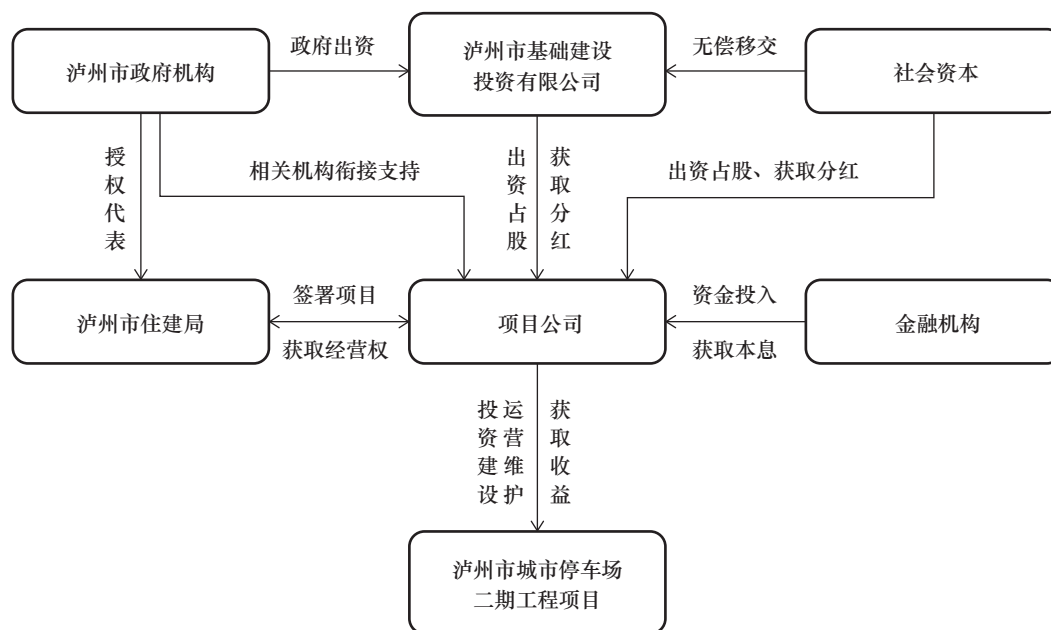 泸州市政府机构
政府出资
泸州市基础建设
投资有限公司
无偿移交
社会资本
授权代表
相关机构衔接支持
出资占股
获取分红
出资占股、获取分红
泸州市住建局
签署项目
获取经营权
项目公司
资金投入
获取本息
金融机构
投资建设
运营维护
获取收益
泸州市城市停车场
二期工程项目